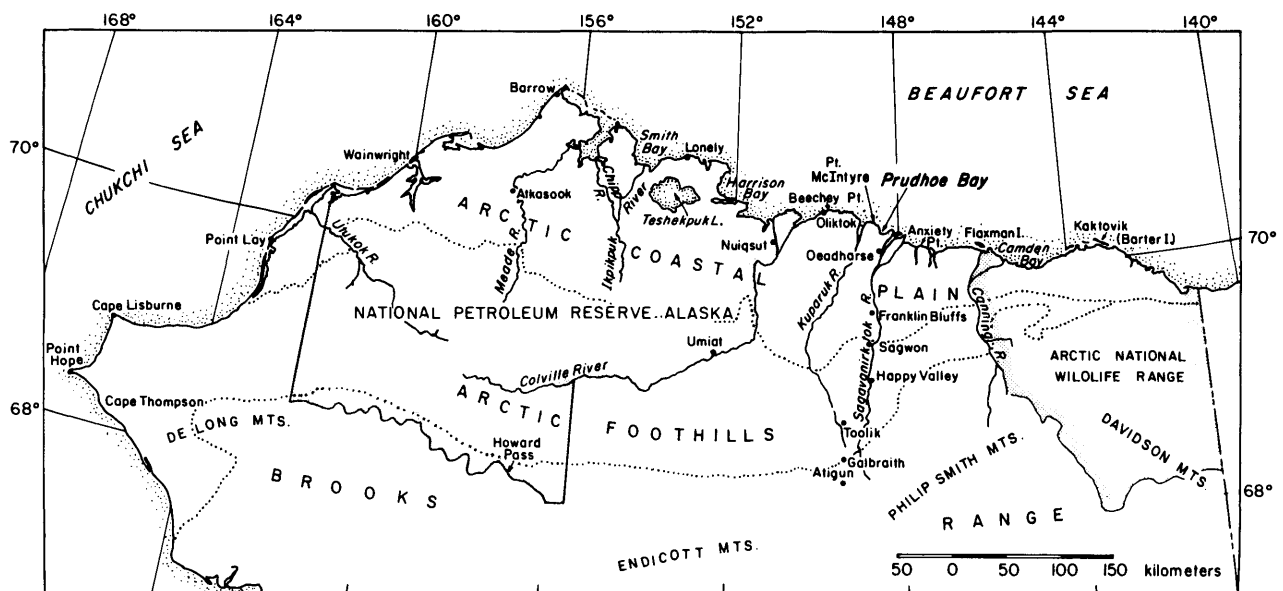 168° 164° 160° 156° 152° 148° 144° 140°
BEAUFORT SEA
CHUKCHI SEA
Barrow
70°
Wainwright
Smith Bay
Lonely
Pt. McIntyre
Prudhoe Bay
Atkasook
Chipp R.
Harrison Bay
Beechey Pt.
Oliktok
Teshekpuk L.
ARCTIC COASTAL PLAIN
Point Lay
Utukok R.
Meade R.
Ikpikpuk River
Nuiqsut
Oeadharse
Anxiety Pt.
Flaxman I.
Camden Bay
Kaktovik
(Barter I.)
70°
Cape Lisburne
NATIONAL PETROLEUM RESERVE..ALASKA
Kuparuk R.
Sagavanirktok R.
Franklin Bluffs
Canning R.
Point Hope
Umiat
Sagwon
ARCTIC NATIONAL
WILOLIFE RANGE
Colville River
Happy Valley
68°
Cape Thompson
DE LONG MTS.
ARCTIC FOOTHILLS
Howard Pass
Toolik
Galbraith
Atigun
PHILIP SMITH MTS.
DAVIDSON MTS.
68°
BROOKS RANGE
ENDICOTT MTS.
50 0 50 100 150 kilometers